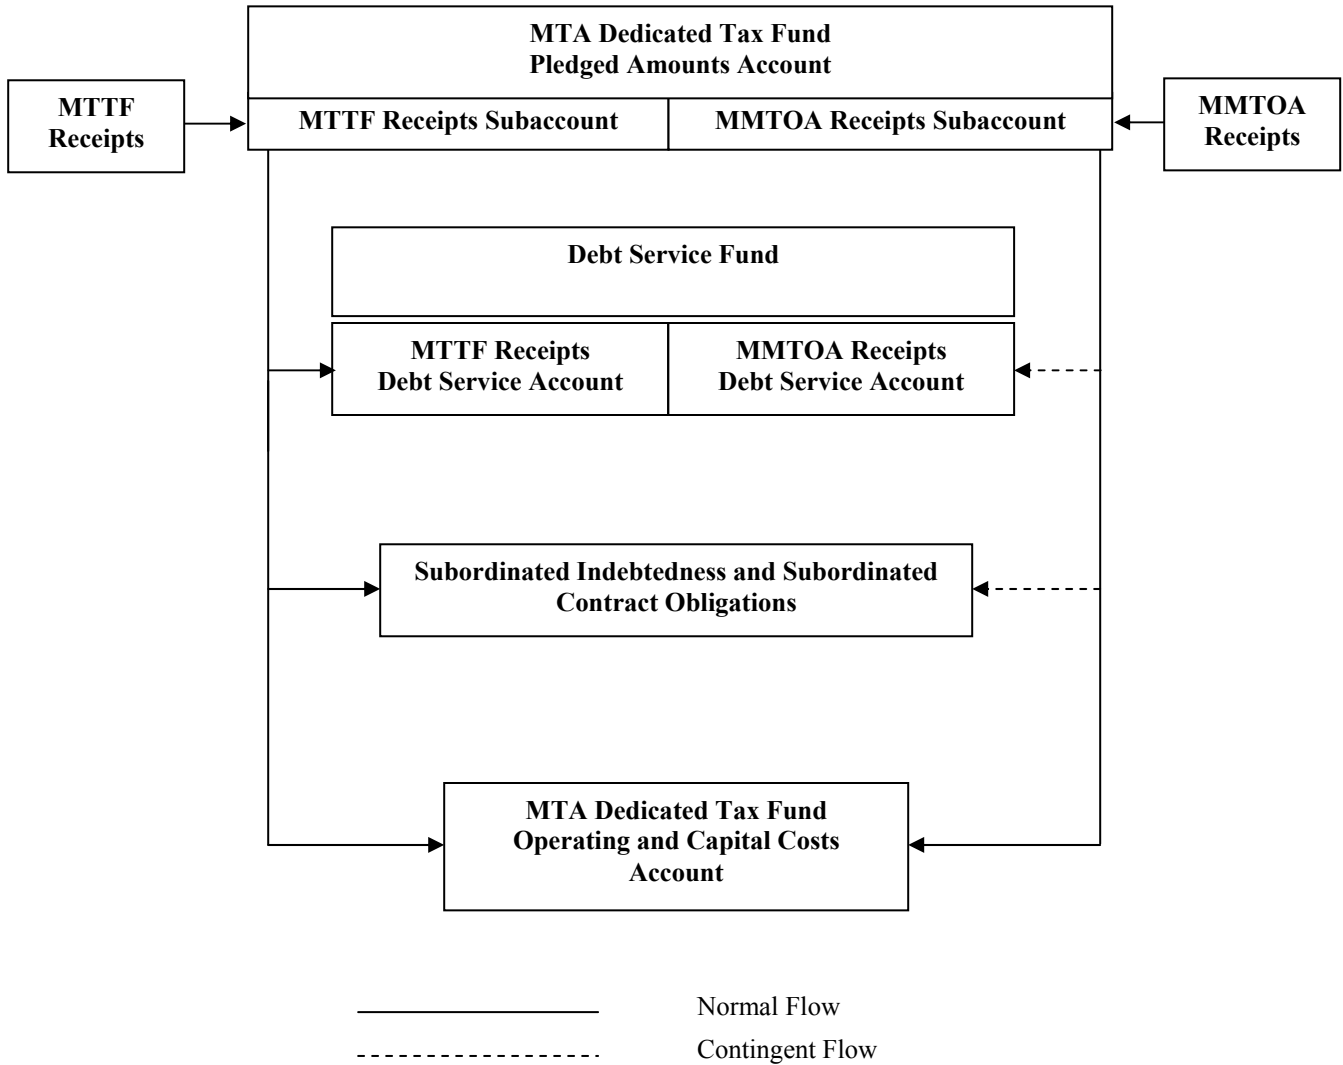 MTA Dedicated Tax Fund
Pledged Amounts Account
MTTF
Receipts
MTTF Receipts Subaccount
MMTOA Receipts Subaccount
MMTOA
Receipts
Debt Service Fund
MTTF Receipts
Debt Service Account
MMTOA Receipts
Debt Service Account
Subordinated Indebtedness and Subordinated
Contract Obligations
MTA Dedicated Tax Fund
Operating and Capital Costs
Account
Normal Flow
Contingent Flow